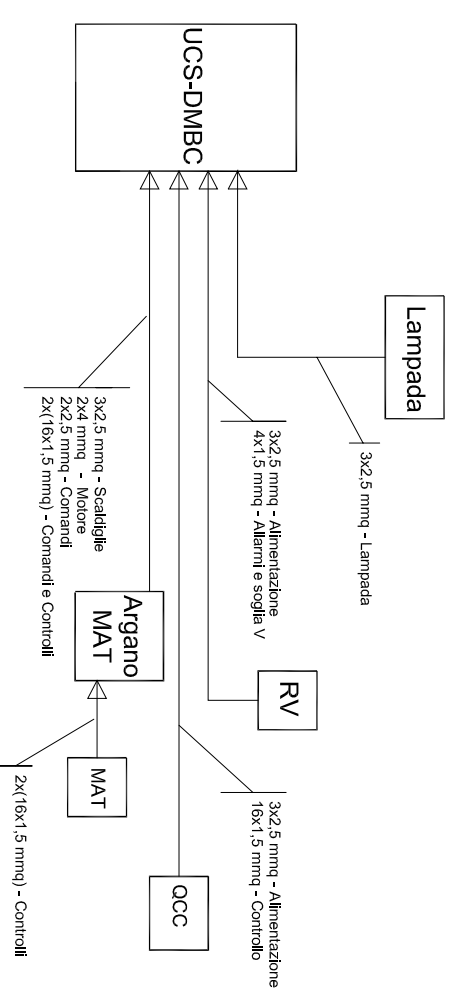 UCS-DMBC
Lampada
3x2,5 mmq - Lampada
3x2,5 mmq - Alimentazione
4x1,5 mmq - Allarmi e soglia V
RV
3x2,5 mmq - Alimentazione
16x1,5 mmq - Controllo
QCC
3x2,5 mmq - Scaldiglie
2x4 mmq - Motore
2x2,5 mmq - Comandi
2x(16x1,5 mmq) - Comandi e Controlli
Argano
MAT
MAT
2x(16x1,5 mmq) - Controlli